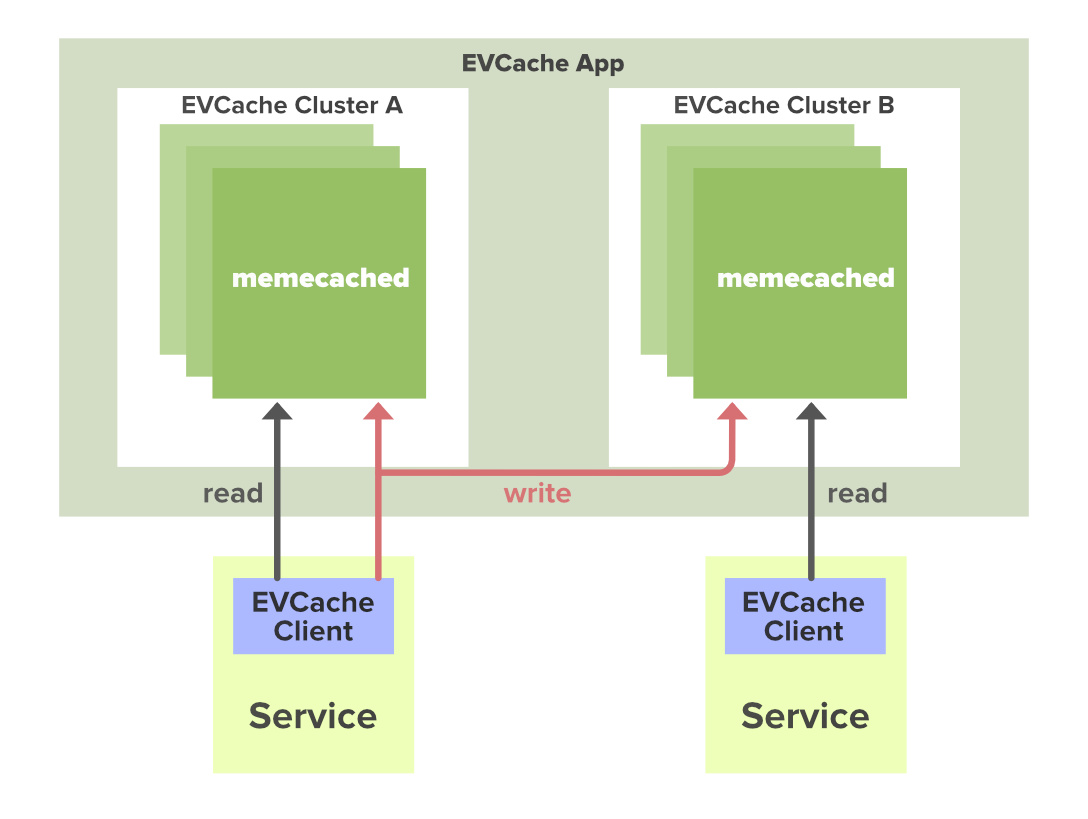 EVCache App
EVCache Cluster A
EVCache Cluster B
memecached
memecached
read
write
read
EVCache
Client
EVCache
Client
Service
Service